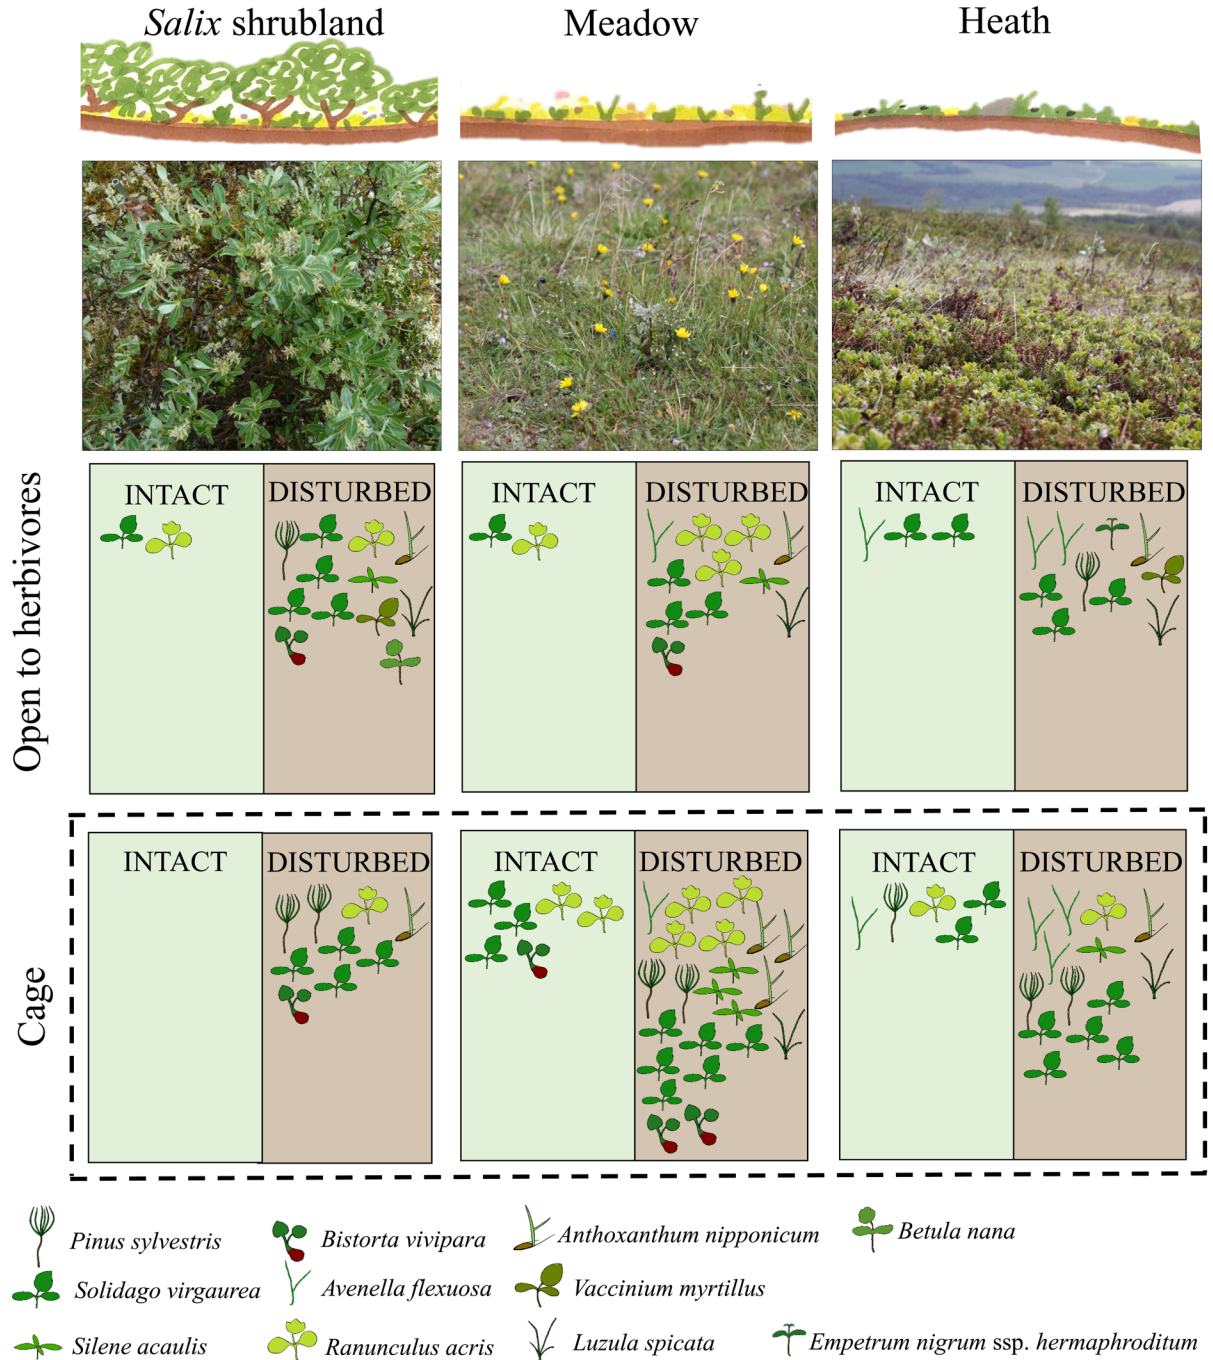 Salix shrubland
Meadow
Heath
Open to herbivores
INTACT
DISTURBED
INTACT
DISTURBED
INTACT
DISTURBED
Cage
INTACT
DISTURBED
INTACT
DISTURBED
INTACT
DISTURBED
Pinus sylvestris
Bistorta vivipara
Anthoxanthum nipponicum
Betula nana
Solidago virgaurea
Avenella flexuosa
Vaccinium myrtillus
Silene acaulis
Ranunculus acris
Luzula spicata
Empetrum nigrum ssp. hermaphroditum